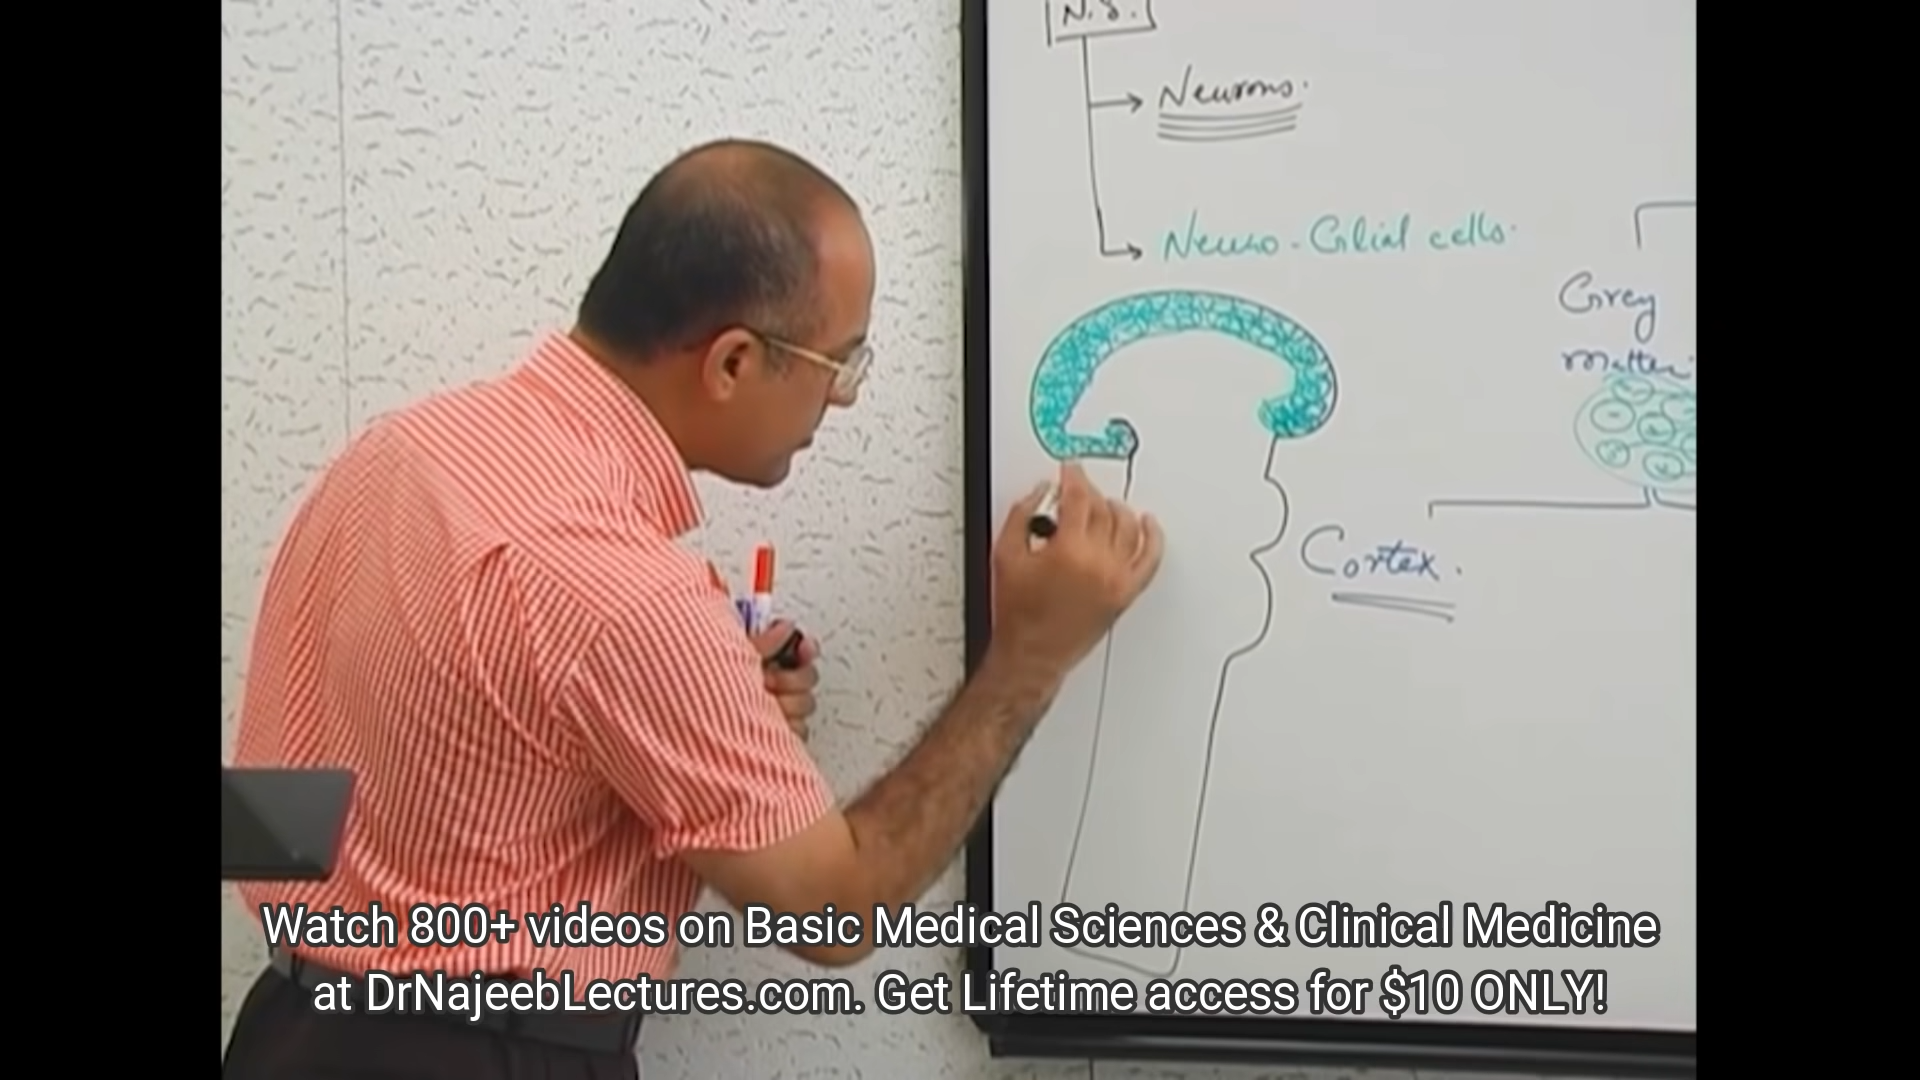 N.S.
Neurons.
Neuro-Glial cells.
Grey
matter
Cortex.
Watch 800+ videos on Basic Medical Sciences & Clinical Medicine
at DrNajeebLectures.com. Get Lifetime access for $10 ONLY!